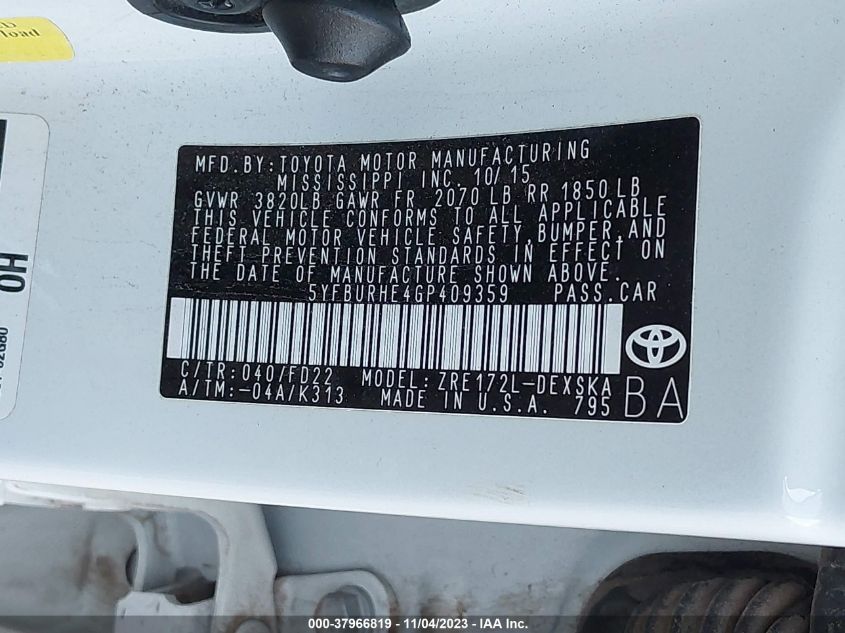 load
OH
MFD. BY: TOYOTA MOTOR MANUFACTURING
MISSISSIPPI INC. 10/15
GVWR 3820LB GAWR FR 2070 LB RR 1850 LB
THIS VEHICLE CONFORMS TO ALL APPLICABLE
FEDERAL MOTOR VEHICLE SAFETY, BUMPER, AND
THEFT PREVENTION STANDARDS IN EFFECT ON
THE DATE OF MANUFACTURE SHOWN ABOVE.
5YFBURHE4GP409359 PASS. CAR
C/TR: 040/FD22 MODEL: ZRE172L-DEXSKA
A/TM: -04A/K313 MADE IN U.S.A. 795
BA
000-37966819 - 11/04/2023 - IAA Inc.